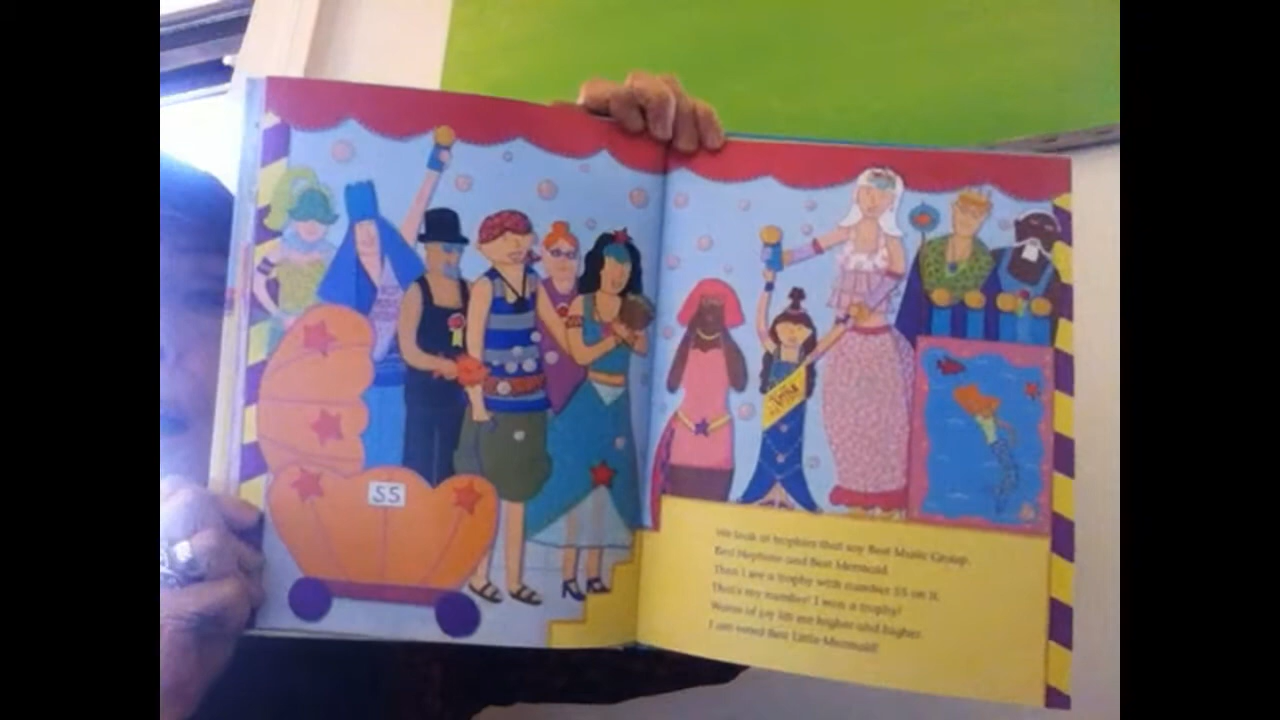 55
We look at trophies that say Best Music Group,
Best Neptune and Best Mermaid.
Then I see a trophy with number 55 on it.
That's my number! I won a trophy!
Waves of joy lift me higher and higher.
I am voted Best Little Mermaid!